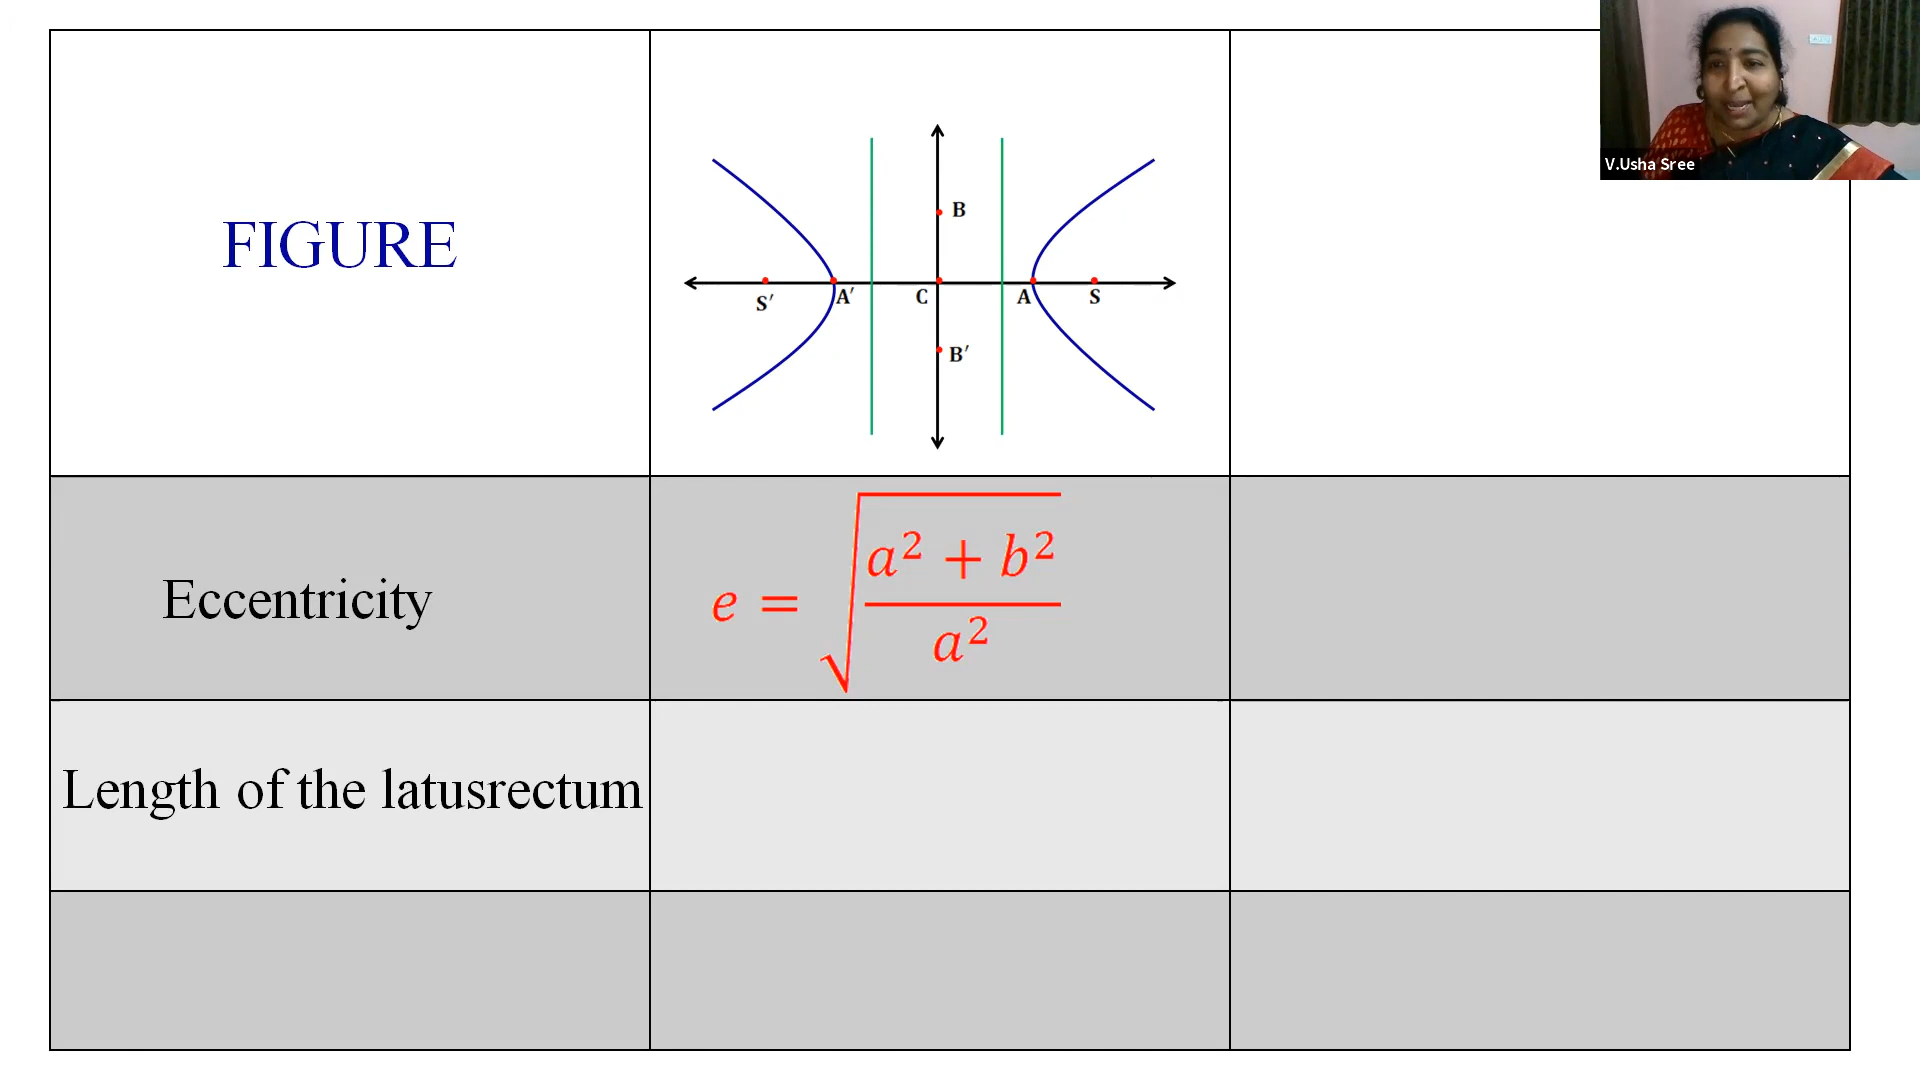 V.Usha Sree
FIGURE
B
S′ A′ C A S
B′
Eccentricity
e = √((a² + b²)/a²)
Length of the latusrectum